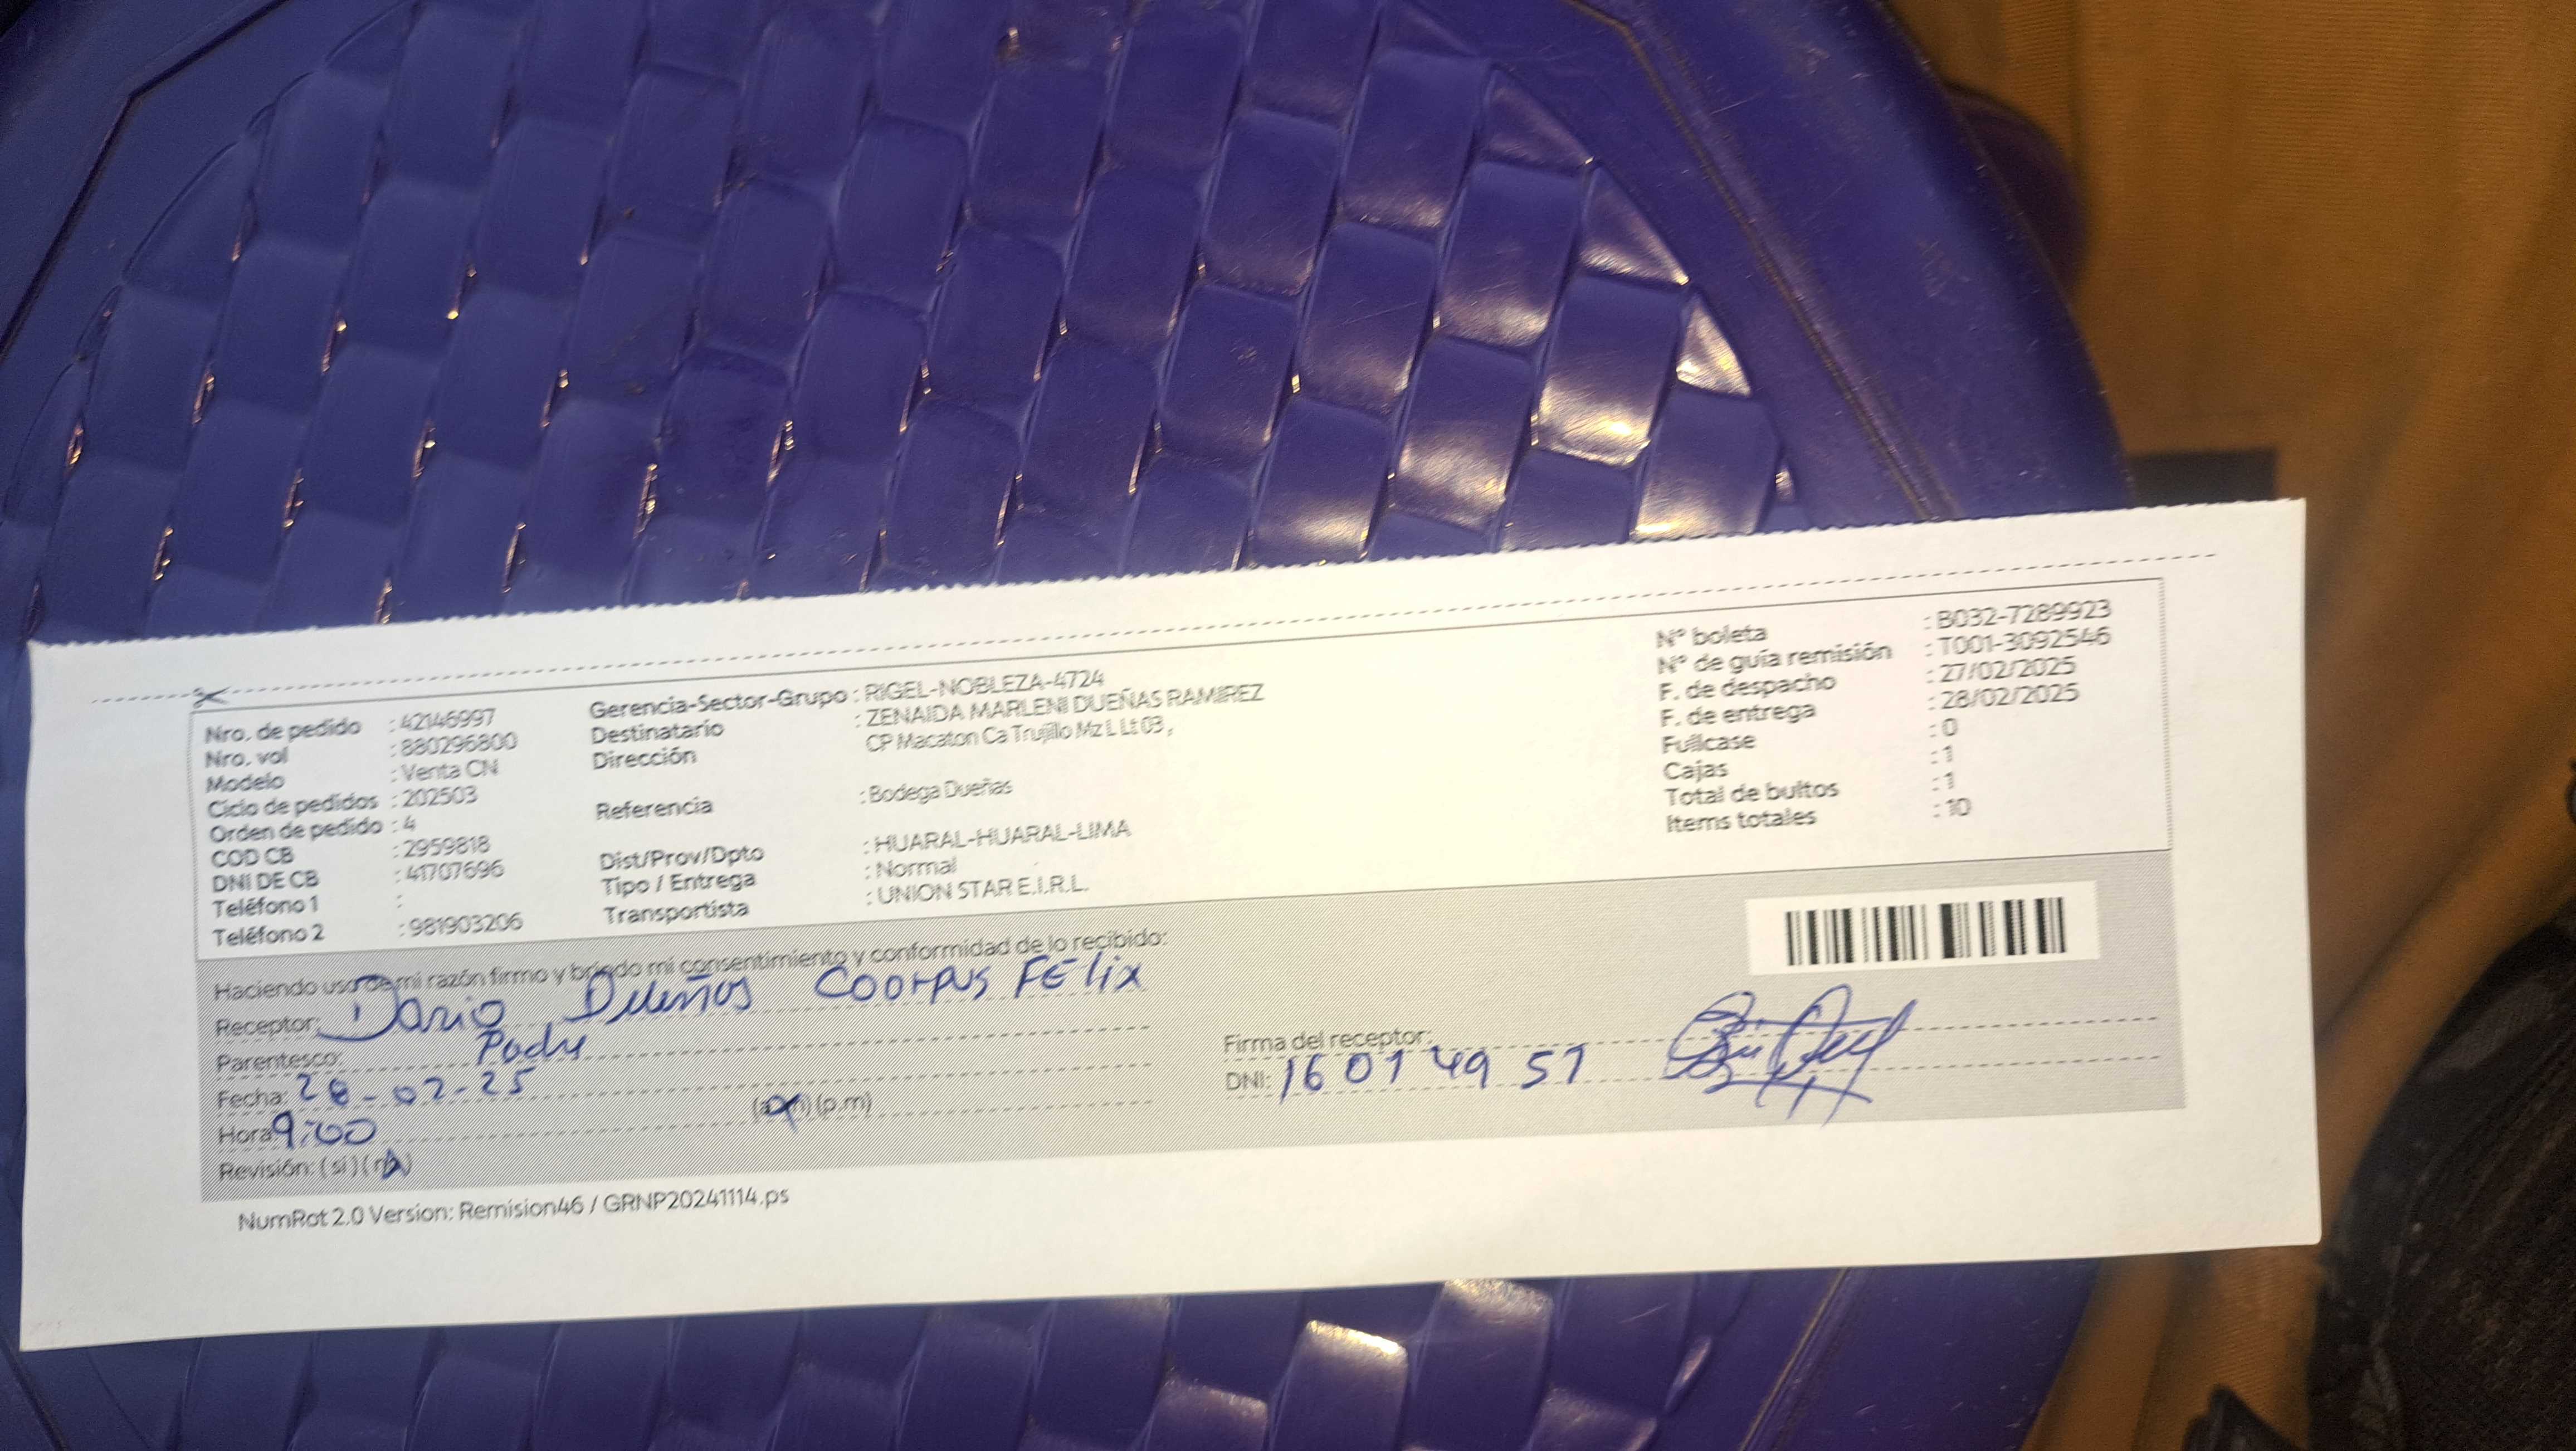 Nro. de pedido : 42146997
Nro. vol : 880296800
Modelo : Venta CN
Ciclo de pedidos : 202503
Orden de pedido : 4
COD CB : 2959818
DNI DE CB : 41707696
Teléfono 1 :
Teléfono 2 : 981903206
Gerencia-Sector-Grupo : RIGEL-NOBLEZA-4724
Destinatario : ZENAIDA MARLENI DUEÑAS RAMIREZ
Dirección CP Macaton Ca Trujillo Mz L Lt 03 ,
Referencia : Bodega Dueñas
Dist/Prov/Dpto : HUARAL-HUARAL-LIMA
Tipo / Entrega : Normal
Transportista : UNION STAR E.I.R.L.
Nº boleta : B032-7289923
Nº de guía remisión : T001-3092546
F. de despacho : 27/02/2025
F. de entrega : 28/02/2025
Fullcase : 0
Cajas : 1
Total de bultos : 1
Items totales : 10
Haciendo uso de mi razón firmo y brindo mi consentimiento y conformidad de lo recibido:
Receptor: Dario Dueños Coorpus FElix
Parentesco: Padre
Fecha: 28-02-25
Hora: 9:00 (a.m) (p.m)
Revisión: (si) (no)
Firma del receptor:
DNI: 16014951
NumRot 2.0 Version: Remision46 / GRNP20241114.ps